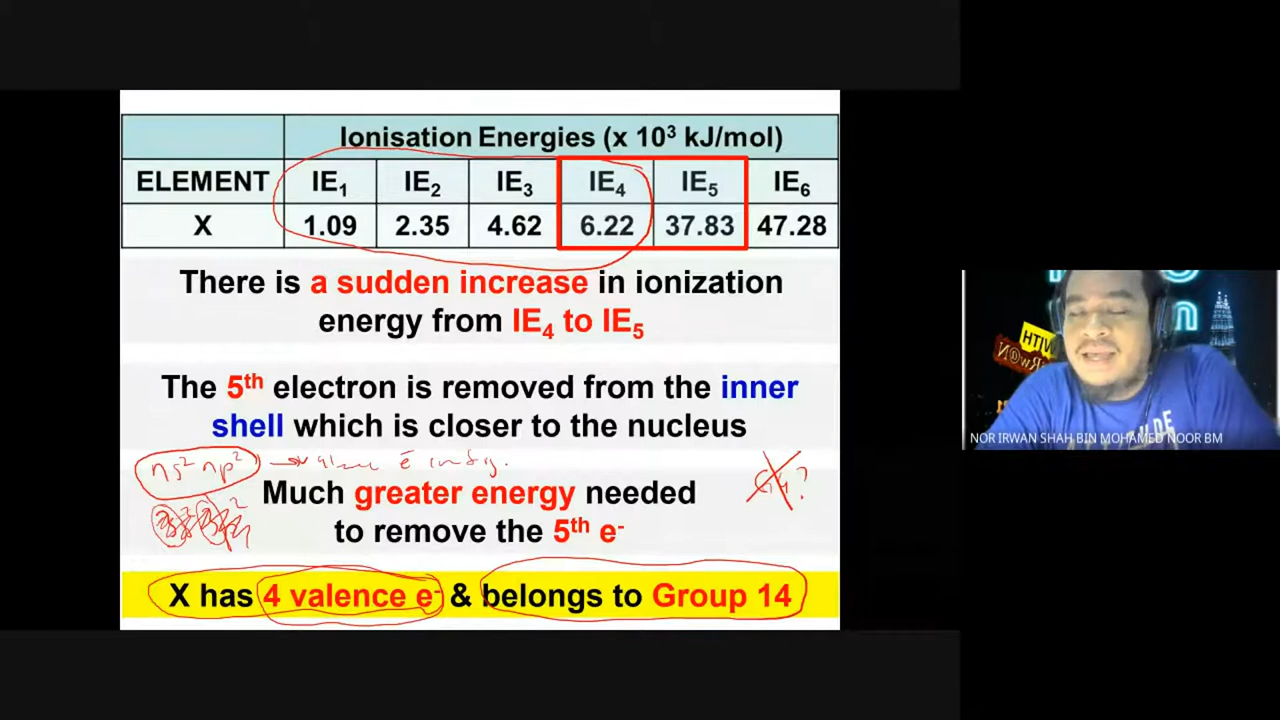 Ionisation Energies (x 10³ kJ/mol)
ELEMENT IE₁ IE₂ IE₃ IE₄ IE₅ IE₆
X 1.09 2.35 4.62 6.22 37.83 47.28
There is a sudden increase in ionization
energy from IE₄ to IE₅
The 5th electron is removed from the inner
shell which is closer to the nucleus
ns² np²
Much greater energy needed
to remove the 5th e⁻
X has 4 valence e⁻ & belongs to Group 14
WITH
NOR IRWAN SHAH BIN MOHAMED NOOR BM